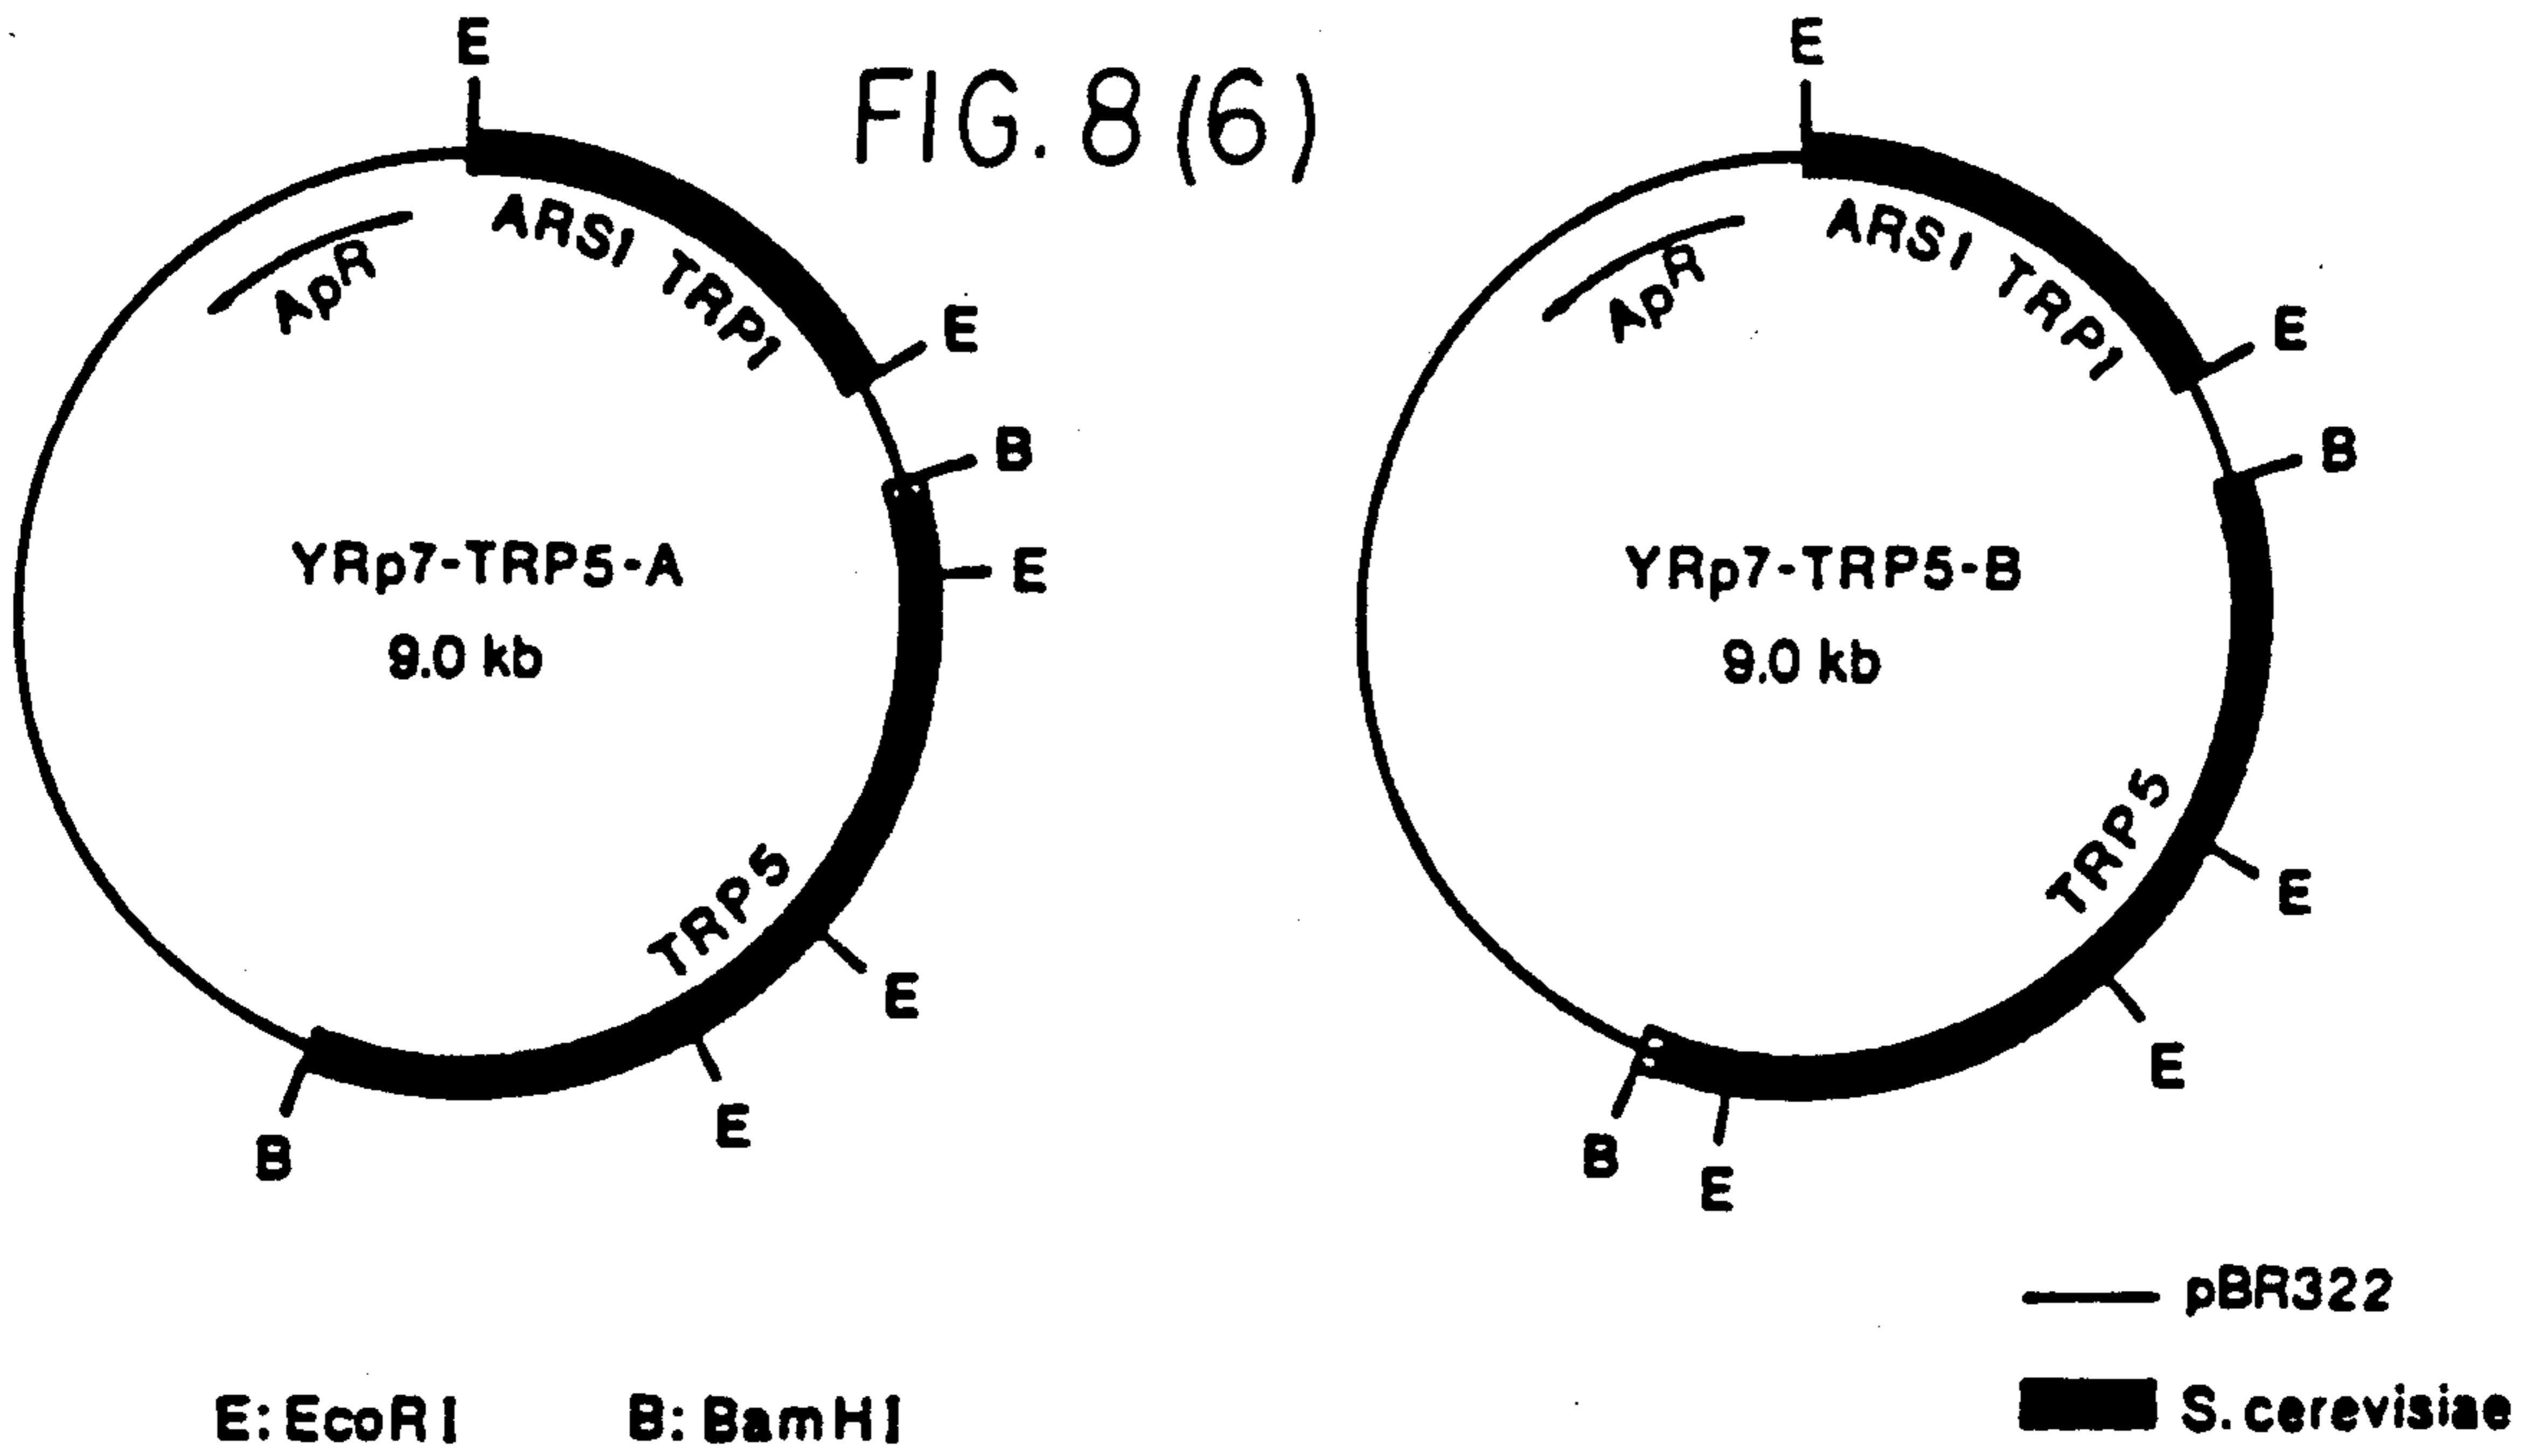 FIG. 8 (6)
E
ARS1 TRP1
ApR
E
B
E
YRp7-TRP5-A
9.0 kb
TRP5
E
E
B
E
ARS1 TRP1
ApR
E
B
YRp7-TRP5-B
9.0 kb
TRP5
E
E
E
B
pBR322
S. cerevisiae
E: EcoRI
B: BamHI